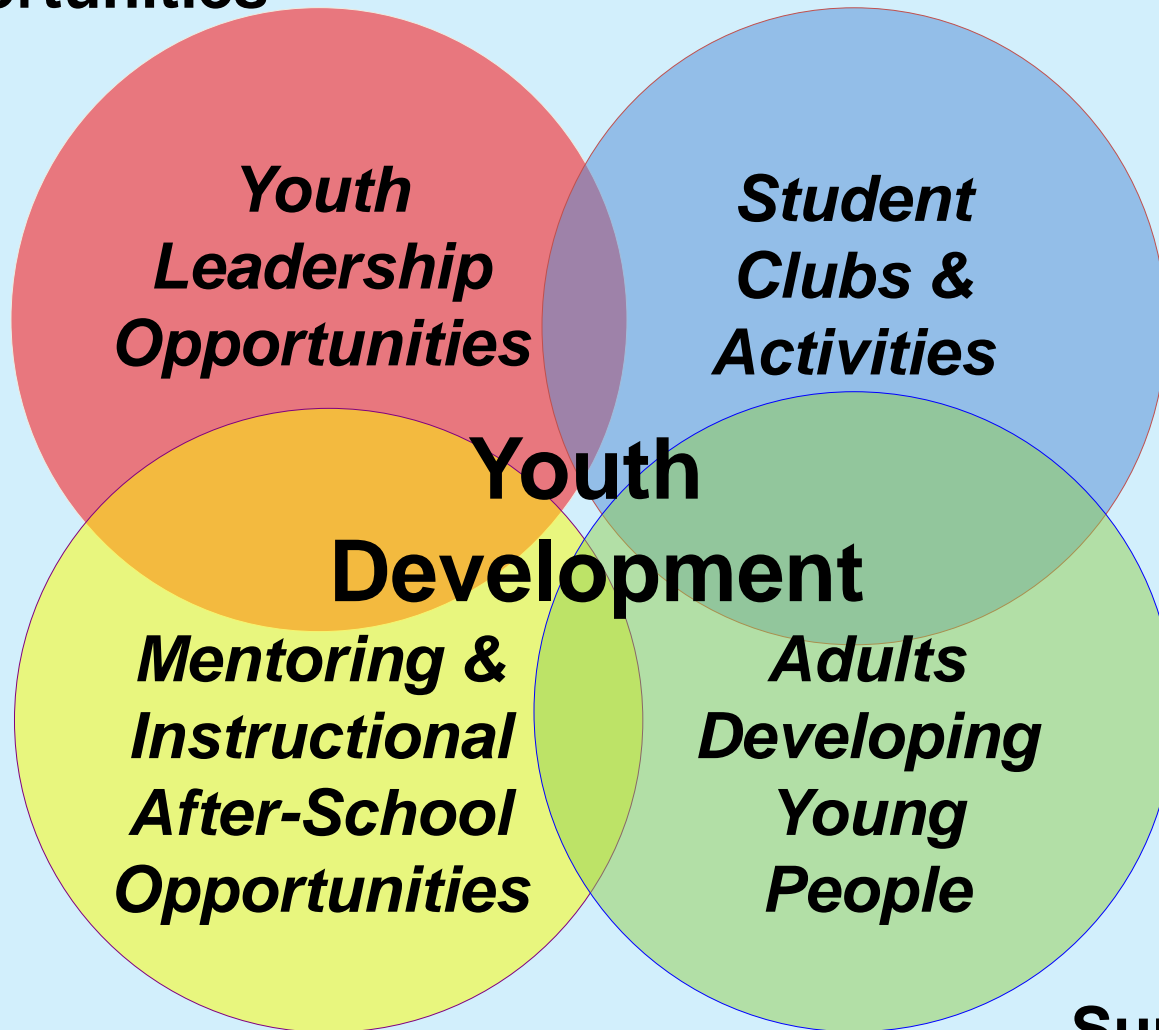 Youth
Leadership
Opportunities
Student
Clubs &
Activities
Youth
Development
Mentoring &
Instructional
After-School
Opportunities
Adults
Developing
Young
People